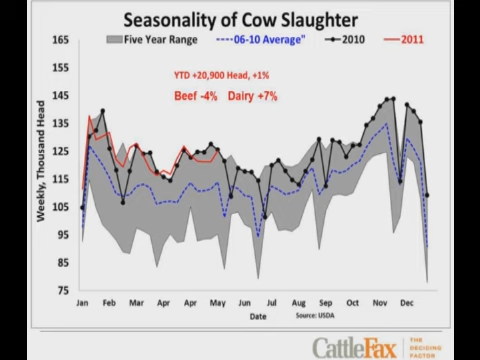 Seasonality of Cow Slaughter
Five Year Range 06-10 Average" 2010 2011
YTD +20,900 Head, +1%
Beef -4% Dairy +7%
Weekly, Thousand Head
165
155
145
135
125
115
105
95
85
75
Jan Feb Mar Apr May Jun Jul Aug Sep Oct Nov Dec
Date
Source: USDA
CattleFax
THE
DECIDING
FACTOR